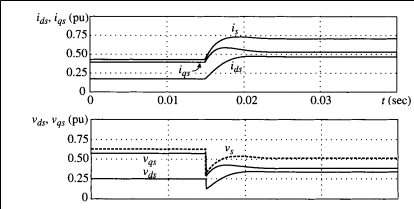 i_ds, i_qs (pu)
0.75
0.50
0.25
0
i_s
i_qs
i_ds
0 0.01 0.02 0.03 t (sec)
v_ds, v_qs (pu)
0.75
0.50
0.25
0
v_s
v_qs
v_ds